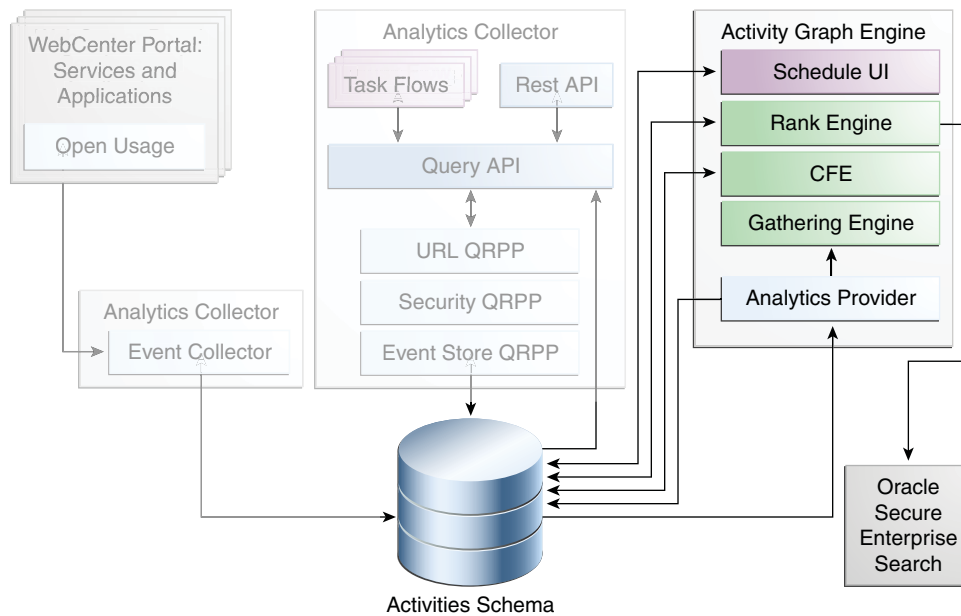 WebCenter Portal:
Services and
Applications
Open Usage
Analytics Collector
Event Collector
Analytics Collector
Task Flows
Rest API
Query API
URL QRPP
Security QRPP
Event Store QRPP
Activities Schema
Activity Graph Engine
Schedule UI
Rank Engine
CFE
Gathering Engine
Analytics Provider
Oracle
Secure
Enterprise
Search